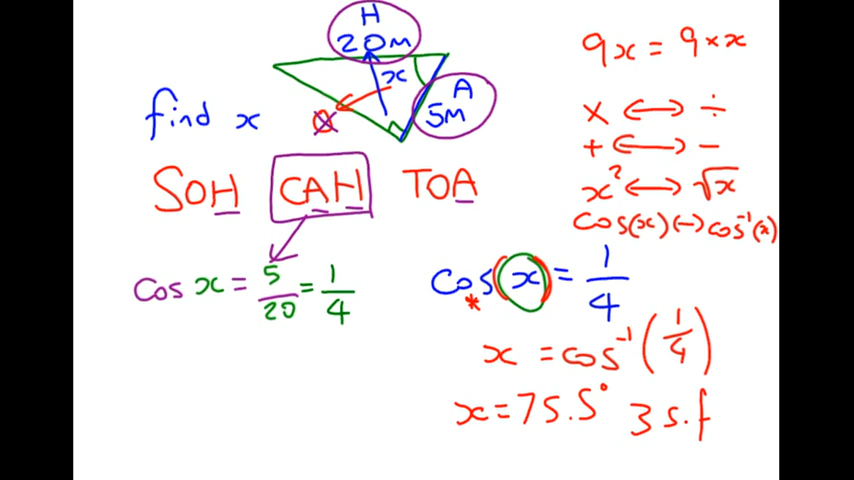 H
20M
x
A
5M
O
find x
SOH CAH TOA
cos x = 5/20 = 1/4
9x = 9 × x
× ⟷ ÷
+ ⟷ −
x² ⟷ √x
cos(x) ↔ cos⁻¹(x)
cos(x) = 1/4
*
x = cos⁻¹(1/4)
x = 75.5° 3 s.f